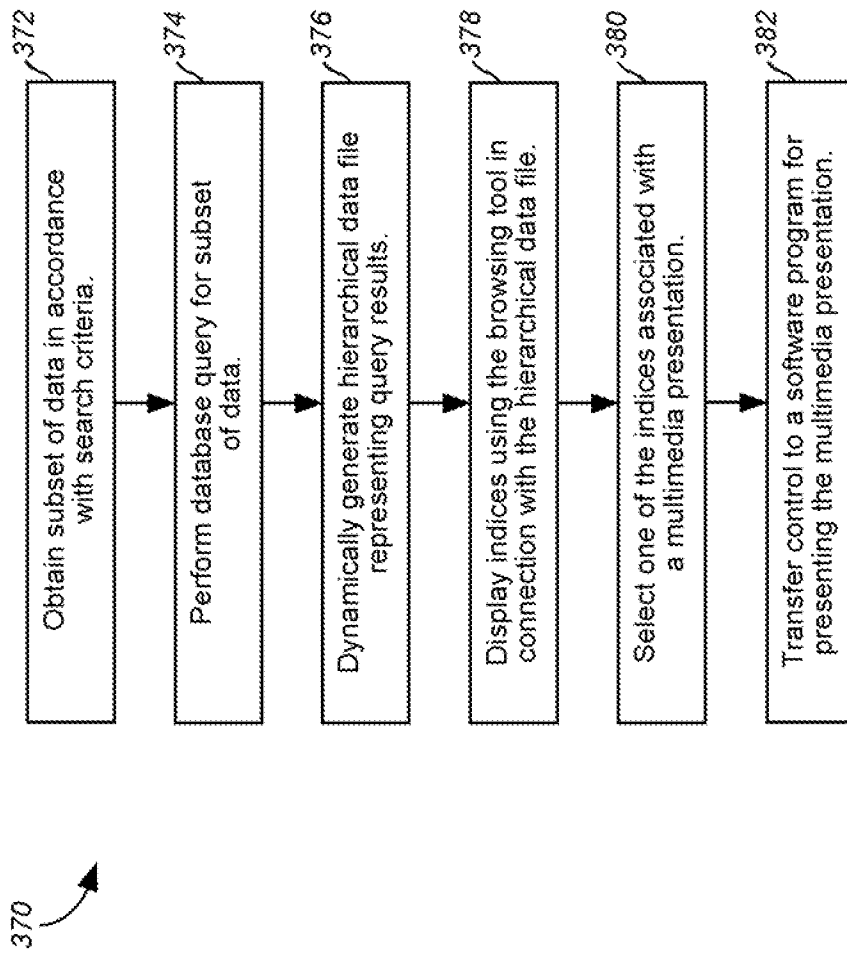 370
372
Obtain subset of data in accordance
with search criteria.
374
Perform database query for subset
of data.
376
Dynamically generate hierarchical data file
representing query results.
378
Display indices using the browsing tool in
connection with the hierarchical data file.
380
Select one of the indices associated with
a multimedia presentation.
382
Transfer control to a software program for
presenting the multimedia presentation.